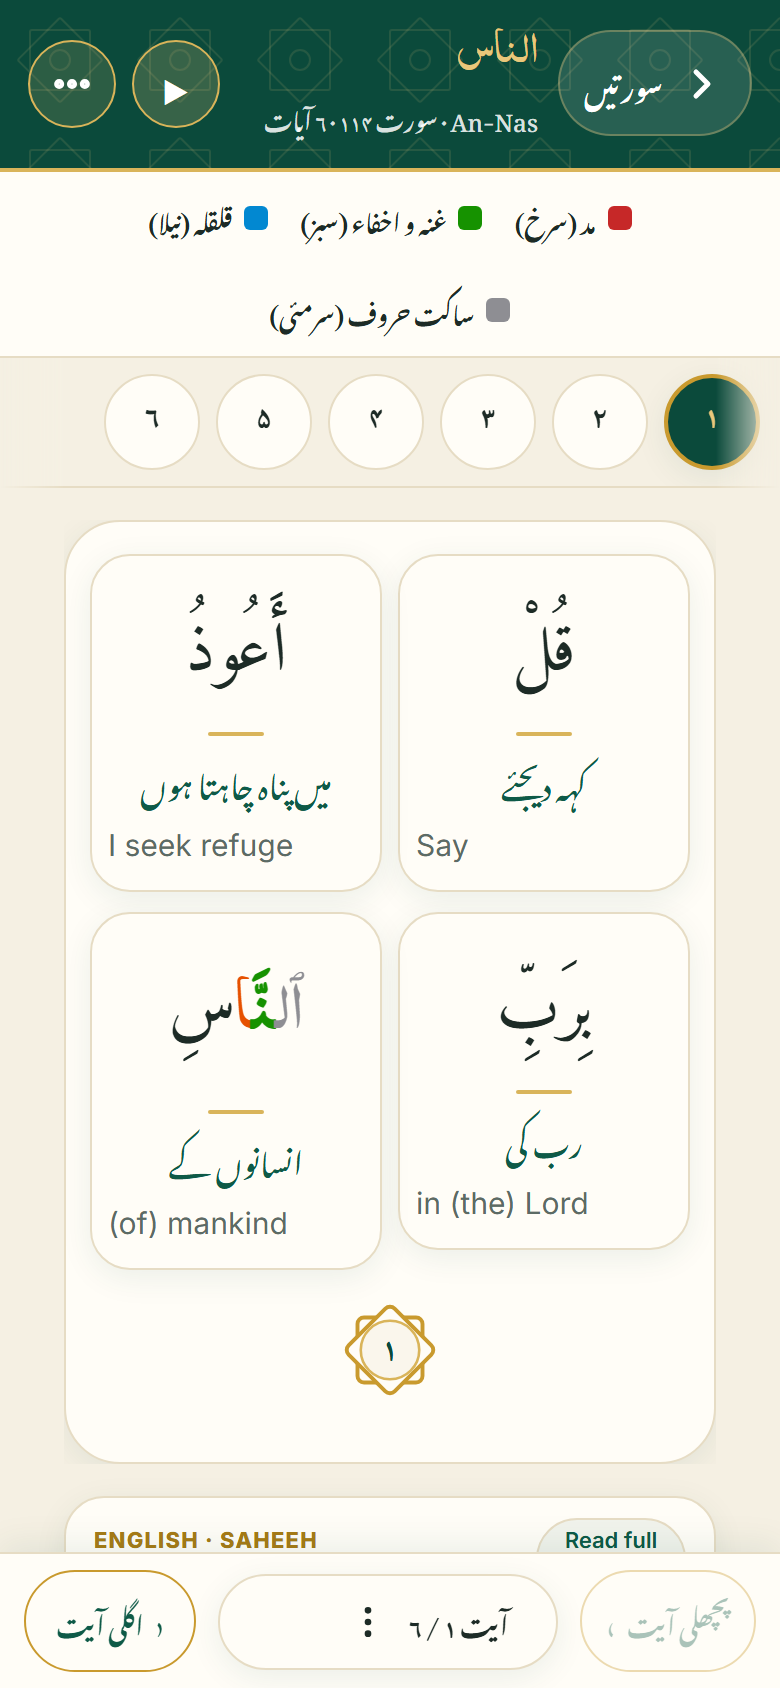 سورتیں
الناس
An-Nas · سورت ۱۱۴ · ٦ آیات
مد (سرخ)
غنه و اخفاء (سبز)
قلقلہ (نیلا)
ساکت حروف (سرمئی)
۱ ۲ ۳ ۴ ۵ ٦
قُلْ
کہہ دیجئے
Say
أَعُوذُ
میں پناہ چاہتا ہوں
I seek refuge
بِرَبِّ
رب کی
in (the) Lord
ٱلنَّاسِ
انسانوں کے
(of) mankind
۱
ENGLISH · SAHEEH
Read full
پچھلی آیت
آیت ۱ / ٦
اگلی آیت